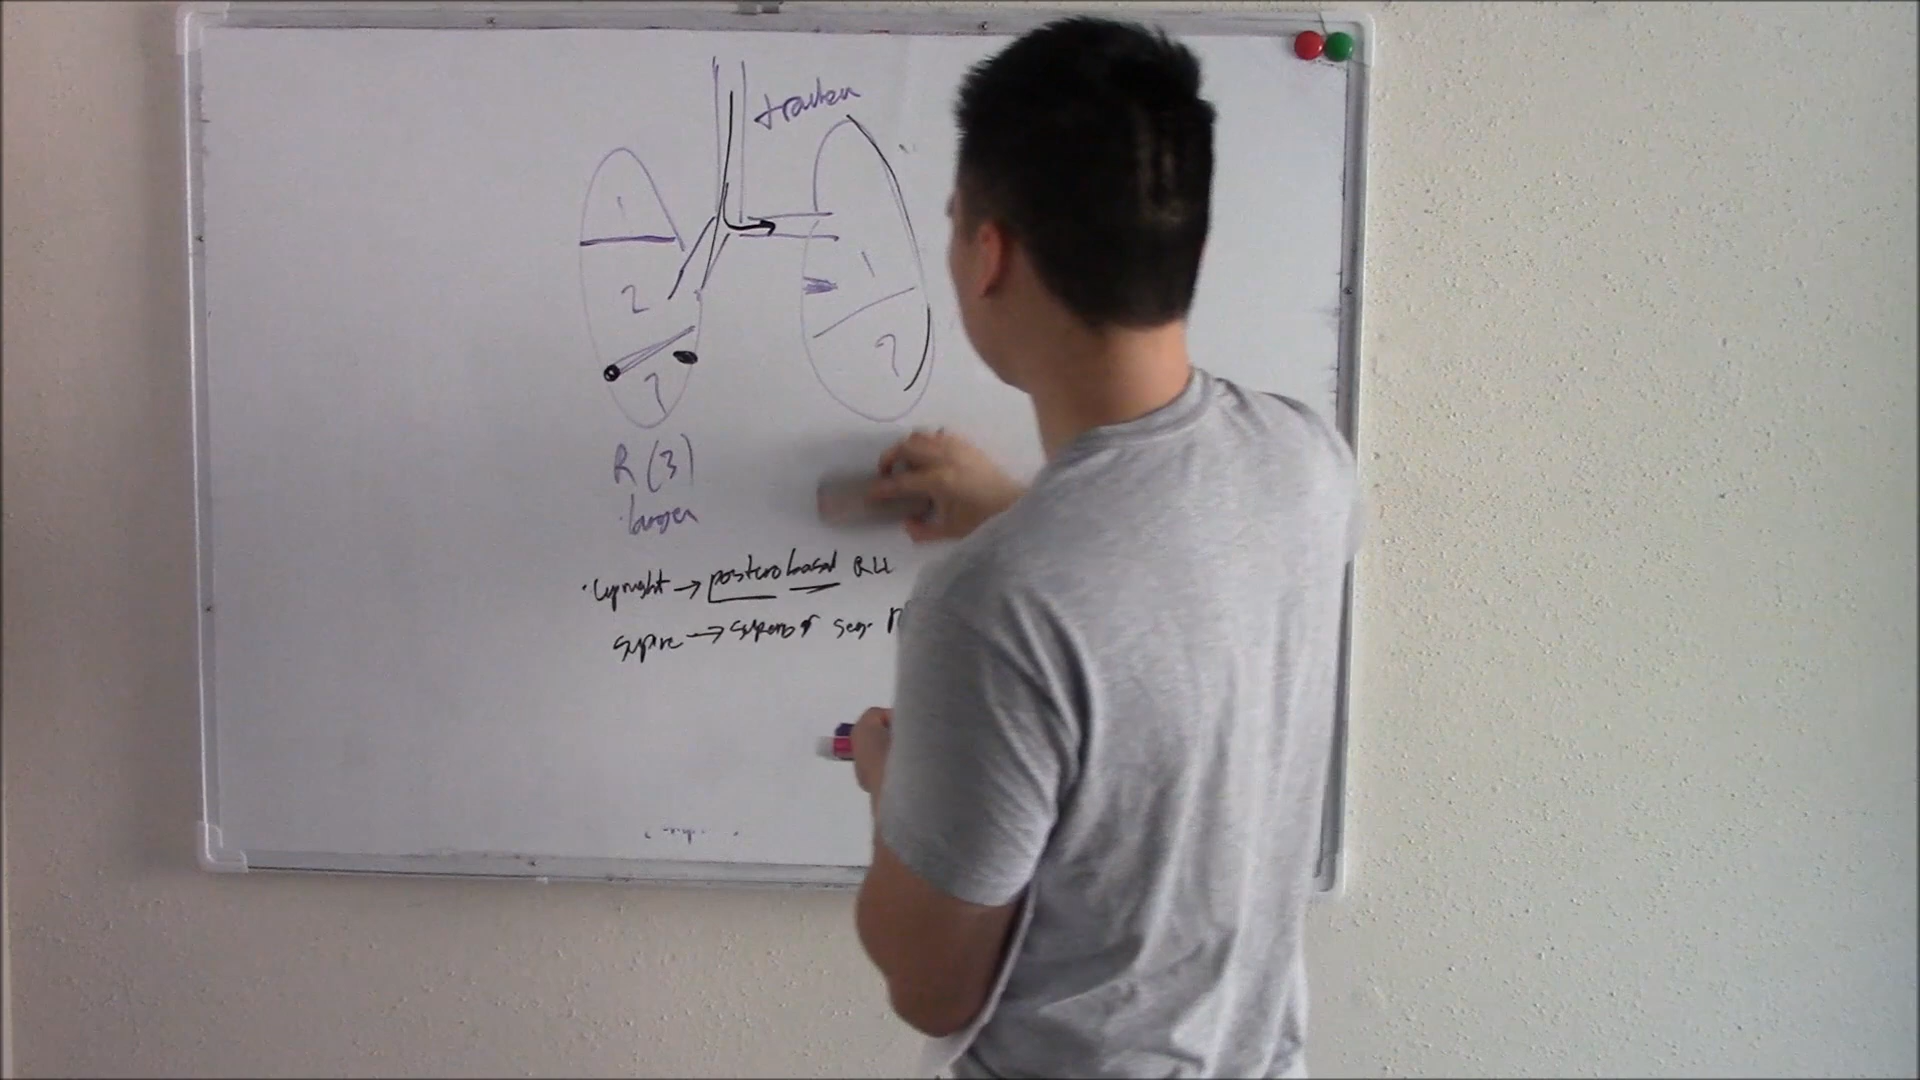 trachea
1
2
3
1
2
R (3)
larger
· upright → posterobasal RLL
supine → superior seg.